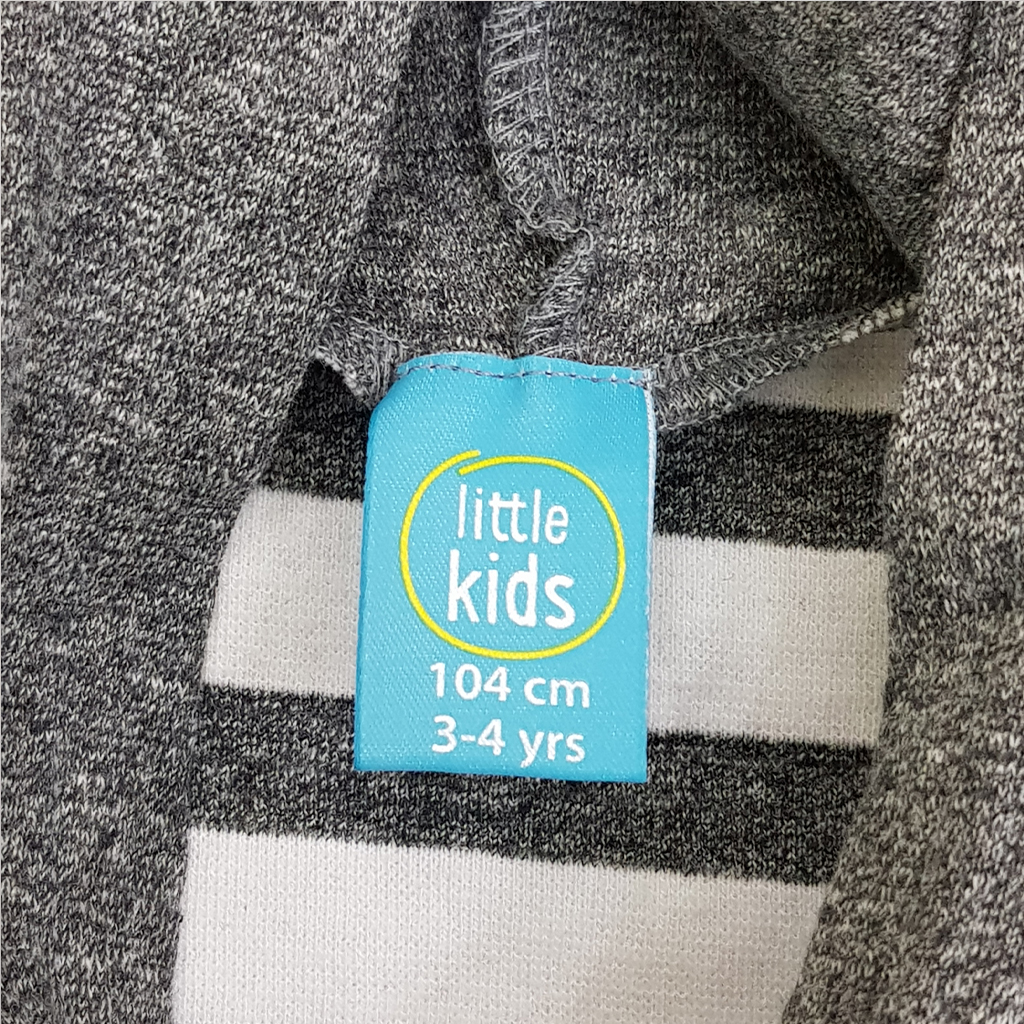 little
kids
104 cm
3-4 yrs